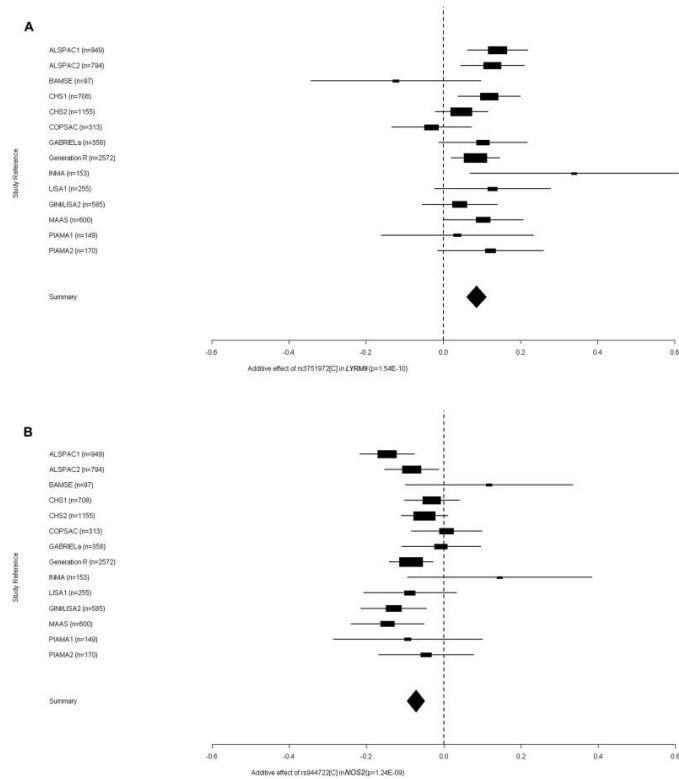 A
ALSPAC1 (n=949)
ALSPAC2 (n=794)
BAMSE (n=97)
CHS1 (n=708)
CHS2 (n=1155)
COPSAC (n=313)
GABRIELa (n=358)
Generation R (n=2572)
INMA (n=153)
LISA1 (n=255)
GINI/LISA2 (n=585)
MAAS (n=600)
PIAMA1 (n=149)
PIAMA2 (n=170)
Study Reference
Summary
-0.6 -0.4 -0.2 0.0 0.2 0.4 0.6
Additive effect of rs3751972[C] in LYRM9 (p=1.54E-10)
B
ALSPAC1 (n=949)
ALSPAC2 (n=794)
BAMSE (n=97)
CHS1 (n=708)
CHS2 (n=1155)
COPSAC (n=313)
GABRIELa (n=358)
Generation R (n=2572)
INMA (n=153)
LISA1 (n=255)
GINI/LISA2 (n=585)
MAAS (n=600)
PIAMA1 (n=149)
PIAMA2 (n=170)
Study Reference
Summary
-0.6 -0.4 -0.2 0.0 0.2 0.4 0.6
Additive effect of rs944722[C] in NOS2 (p=1.24E-09)